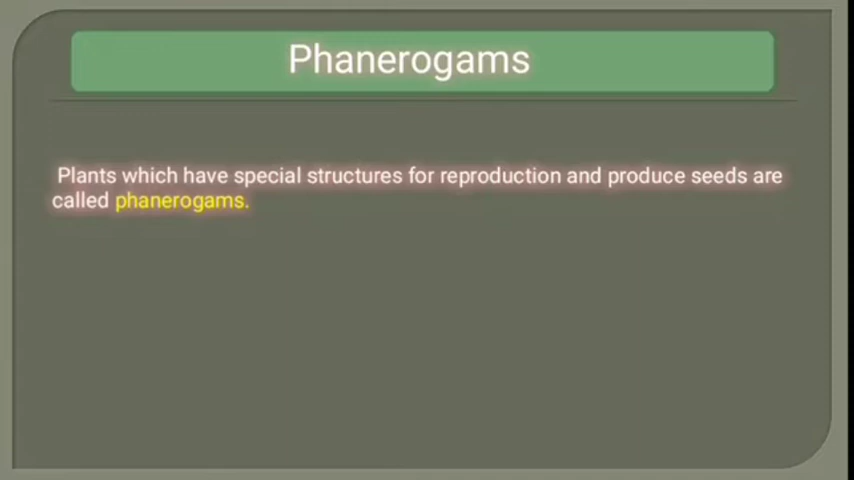 Phanerogams
Plants which have special structures for reproduction and produce seeds are
called phanerogams.